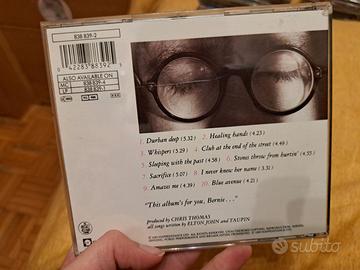 838 839-2
0 42283 88392
ALSO AVAILABLE ON
MC 838 839-4
LP 838 839-1
1. Durban deep (5.32) 2. Healing hands (4.23)
3. Whispers (5.29) 4. Club at the end of the street (4.49)
5. Sleeping with the past (4.58) 6. Stones throw from hurtin' (4.55)
7. Sacrifice (5.07) 8. I never knew her name (3.31)
9. Amazes me (4.39) 10. Blue avenue (4.21)
"This album's for you, Bernie..."
produced by CHRIS THOMAS
all songs written by ELTON JOHN and TAUPIN
subito